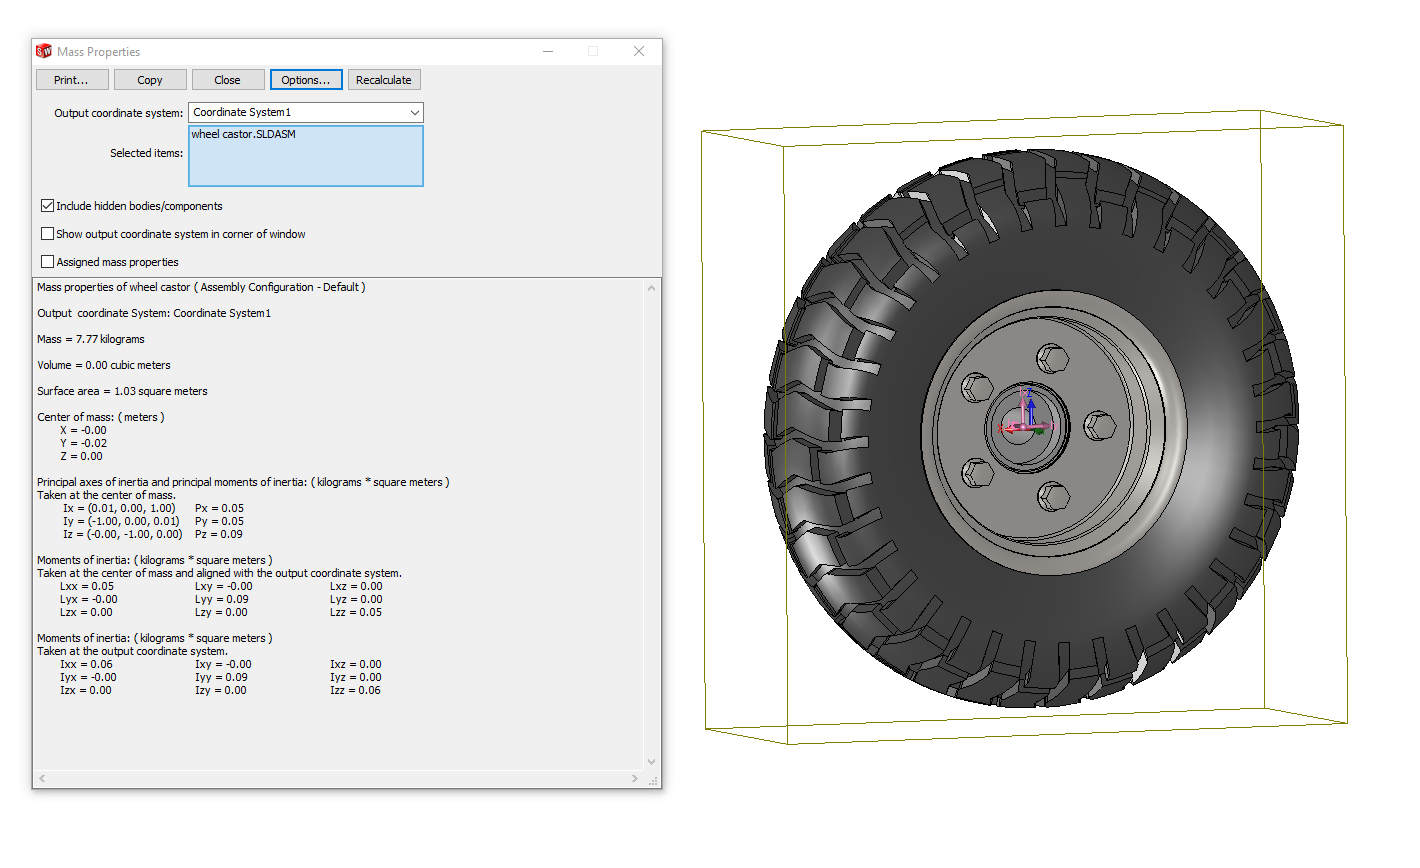 Mass Properties
Print... Copy Close Options... Recalculate
Output coordinate system: Coordinate System1
Selected items: wheel castor.SLDASM
Include hidden bodies/components
Show output coordinate system in corner of window
Assigned mass properties
Mass properties of wheel castor ( Assembly Configuration - Default )
Output coordinate System: Coordinate System1
Mass = 7.77 kilograms
Volume = 0.00 cubic meters
Surface area = 1.03 square meters
Center of mass: ( meters )
X = -0.00
Y = -0.02
Z = 0.00
Principal axes of inertia and principal moments of inertia: ( kilograms * square meters )
Taken at the center of mass.
Ix = (0.01, 0.00, 1.00) Px = 0.05
Iy = (-1.00, 0.00, 0.01) Py = 0.05
Iz = (-0.00, -1.00, 0.00) Pz = 0.09
Moments of inertia: ( kilograms * square meters )
Taken at the center of mass and aligned with the output coordinate system.
Lxx = 0.05 Lxy = -0.00 Lxz = 0.00
Lyx = -0.00 Lyy = 0.09 Lyz = 0.00
Lzx = 0.00 Lzy = 0.00 Lzz = 0.05
Moments of inertia: ( kilograms * square meters )
Taken at the output coordinate system.
Ixx = 0.06 Ixy = -0.00 Ixz = 0.00
Iyx = -0.00 Iyy = 0.09 Iyz = 0.00
Izx = 0.00 Izy = 0.00 Izz = 0.06
Z
X